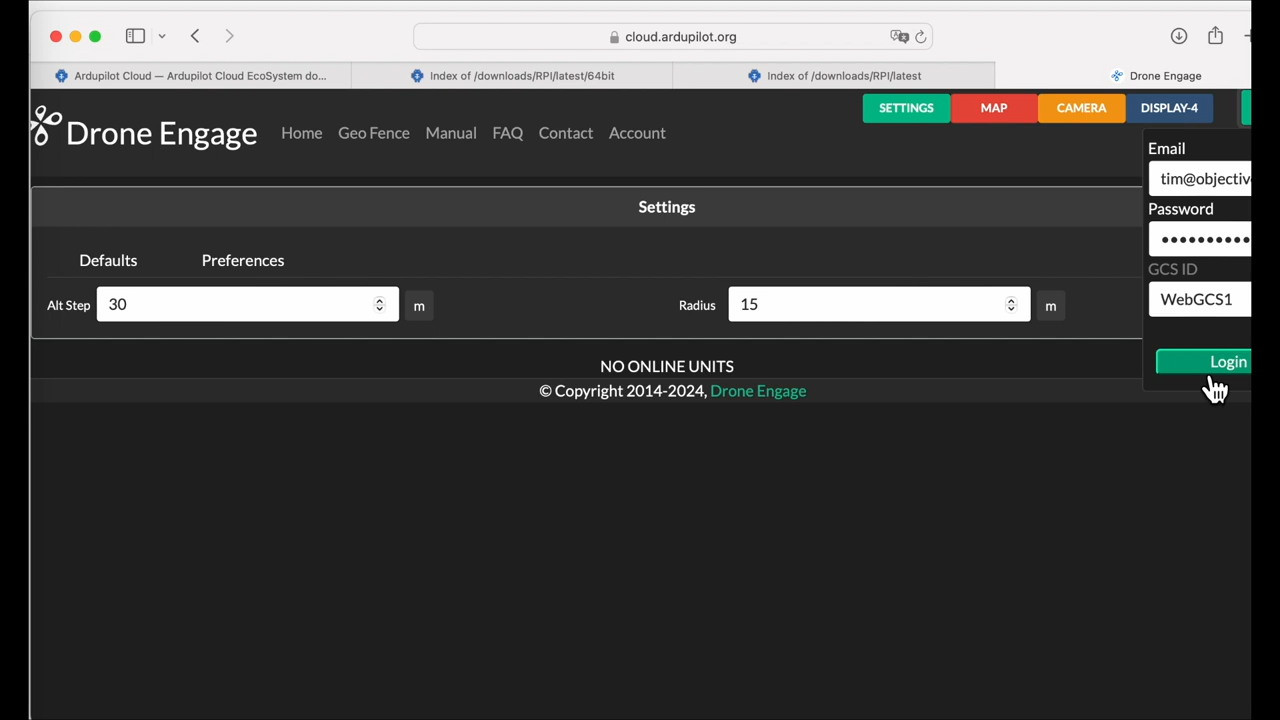 cloud.ardupilot.org
Ardupilot Cloud — Ardupilot Cloud EcoSystem do...
Index of /downloads/RPI/latest/64bit
Index of /downloads/RPI/latest
Drone Engage
Drone Engage
Home
Geo Fence
Manual
FAQ
Contact
Account
SETTINGS
MAP
CAMERA
DISPLAY-4
Email
tim@objectiv
Password
GCS ID
WebGCS1
Login
Settings
Defaults
Preferences
Alt Step
30
m
Radius
15
m
NO ONLINE UNITS
© Copyright 2014-2024, Drone Engage